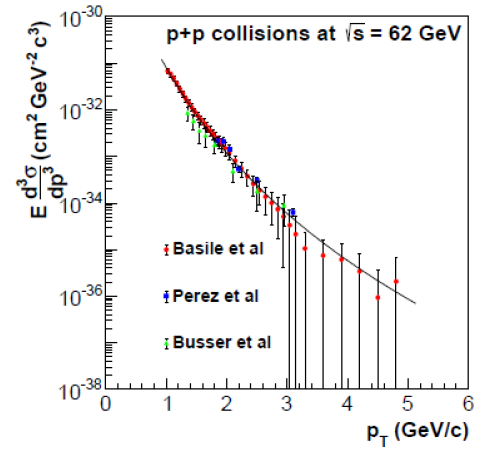 p+p collisions at √s = 62 GeV
E d³σ/dp³ (cm² GeV⁻² c³)
10⁻³⁰
10⁻³²
10⁻³⁴
10⁻³⁶
10⁻³⁸
Basile et al
Perez et al
Busser et al
0 1 2 3 4 5 6
p_T (GeV/c)